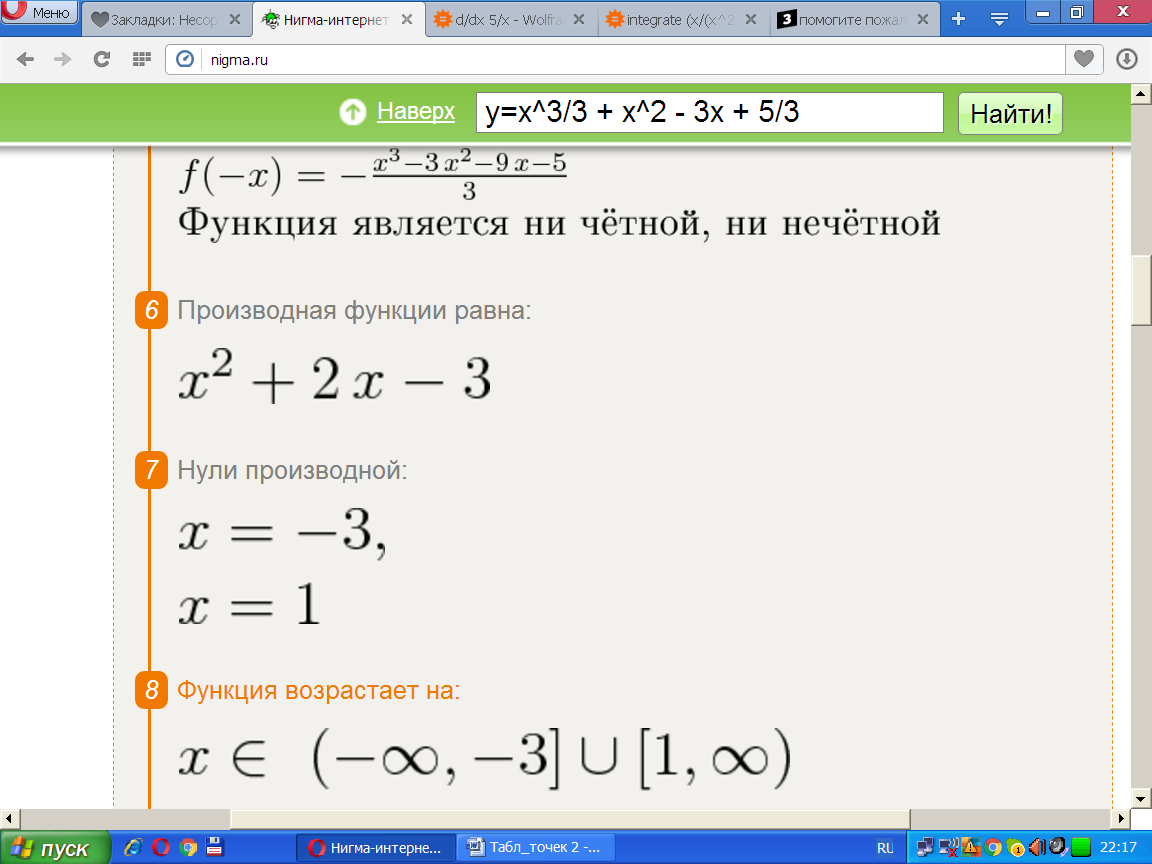 Меню
Закладки: Несор
Нигма-интернет
d/dx 5/x - Wolfra
integrate (x/(x^2
помогите пожал
nigma.ru
Наверх
y=x^3/3 + x^2 - 3x + 5/3
Найти!
f(−x) = −(x³−3x²−9x−5)/3
Функция является ни чётной, ни нечётной
6 Производная функции равна:
x² + 2x − 3
7 Нули производной:
x = −3,
x = 1
8 Функция возрастает на:
x ∈ (−∞, −3] ∪ [1, ∞)
пуск
Нигма-интерне...
Табл_точек 2 -...
RU
22:17